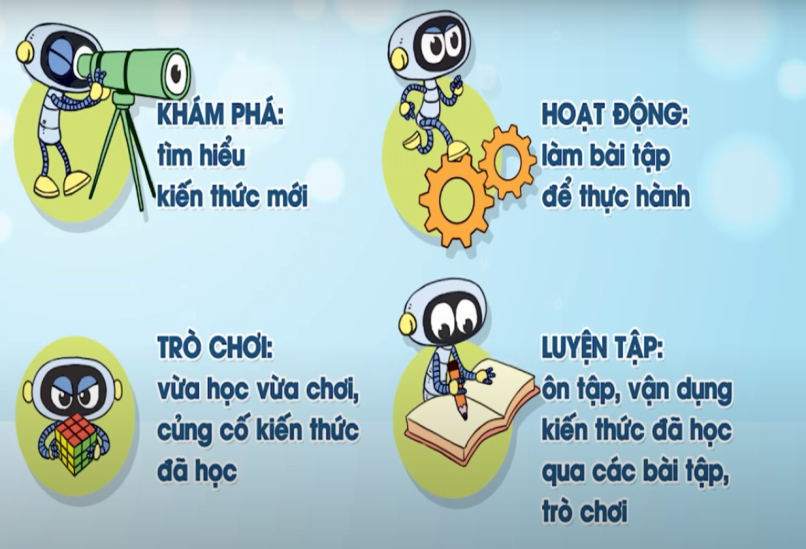 KHÁM PHÁ:
tìm hiểu
kiến thức mới
HOẠT ĐỘNG:
làm bài tập
để thực hành
TRÒ CHƠI:
vừa học vừa chơi,
củng cố kiến thức
đã học
LUYỆN TẬP:
ôn tập, vận dụng
kiến thức đã học
qua các bài tập,
trò chơi